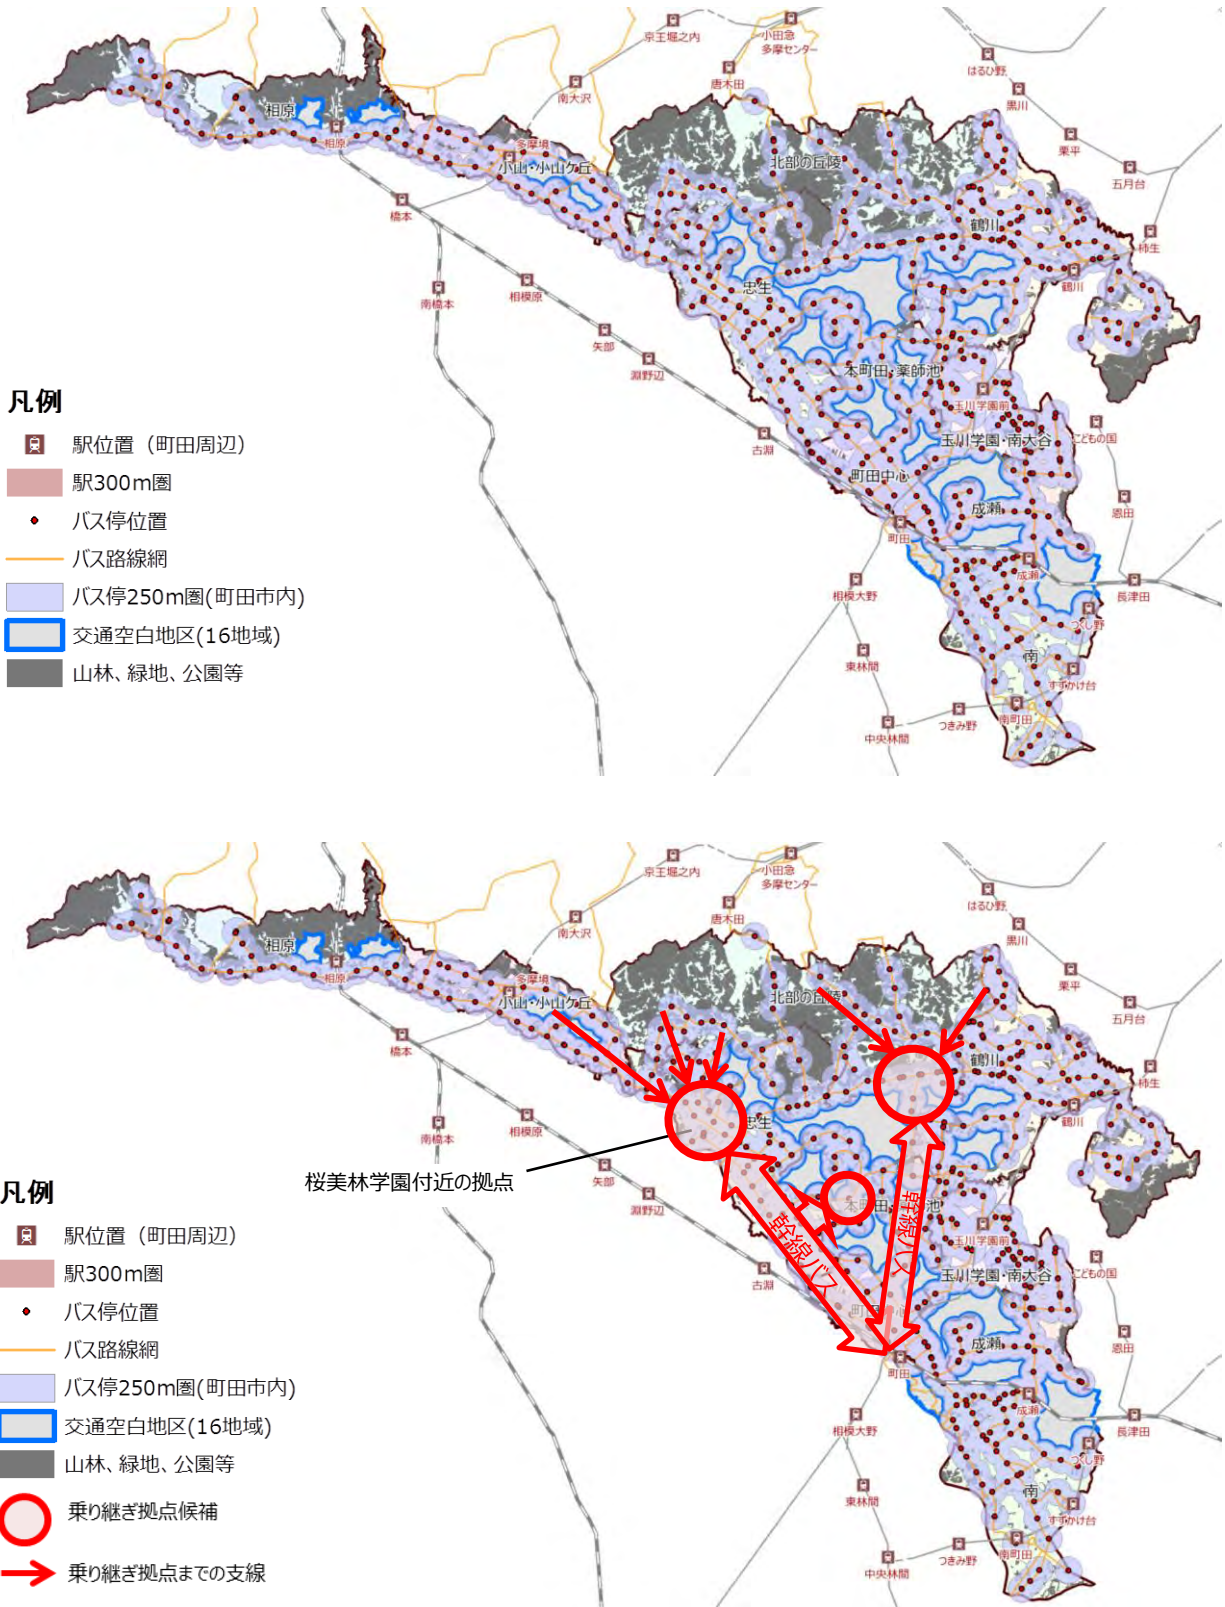 京王堀之内
小田急
多摩センター
はるひ野
唐木田
南大沢
黒川
相原
相原
多摩境
小山・小山ケ丘
北部の丘陵
栗平
五月台
橋本
鶴川
柿生
南橋本
相模原
忠生
鶴川
矢部
淵野辺
本町田・薬師池
玉川学園前
こどもの国
古淵
玉川学園・南大谷
町田中心
成瀬
恩田
町田
成瀬
相模大野
長津田
つくし野
東林間
南
すずかけ台
つきみ野
南町田
中央林間
凡例
駅位置（町田周辺）
駅300m圏
バス停位置
バス路線網
バス停250m圏(町田市内)
交通空白地区(16地域)
山林、緑地、公園等
京王堀之内
小田急
多摩センター
はるひ野
唐木田
南大沢
黒川
相原
相原
多摩境
小山・小山ケ丘
北部の丘陵
栗平
五月台
橋本
鶴川
柿生
南橋本
相模原
忠生
鶴川
矢部
桜美林学園付近の拠点
淵野辺
幹線バス
幹線バス
玉川学園前
こどもの国
古淵
玉川学園・南大谷
成瀬
恩田
町田
成瀬
相模大野
長津田
つくし野
東林間
南
すずかけ台
つきみ野
南町田
中央林間
凡例
駅位置（町田周辺）
駅300m圏
バス停位置
バス路線網
バス停250m圏(町田市内)
交通空白地区(16地域)
山林、緑地、公園等
乗り継ぎ拠点候補
乗り継ぎ拠点までの支線